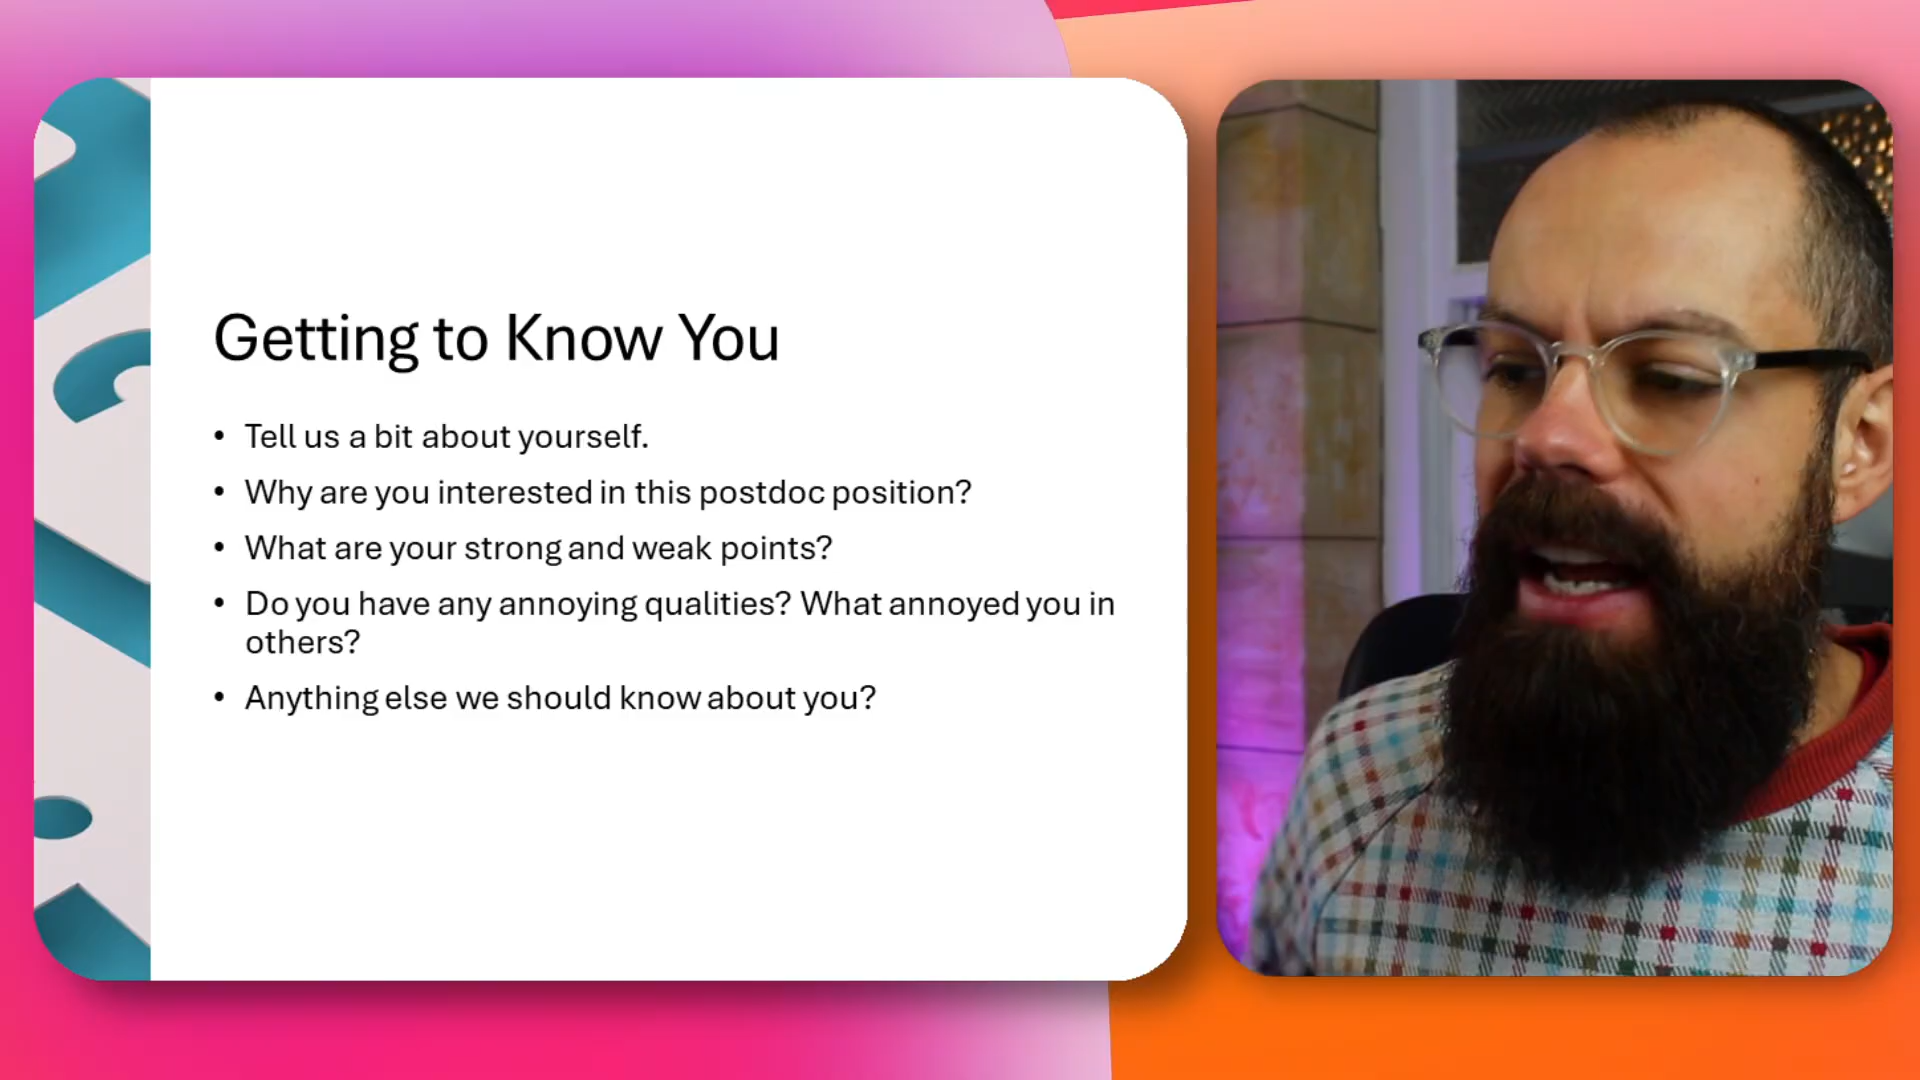 Getting to Know You
• Tell us a bit about yourself.
• Why are you interested in this postdoc position?
• What are your strong and weak points?
• Do you have any annoying qualities? What annoyed you in
others?
• Anything else we should know about you?